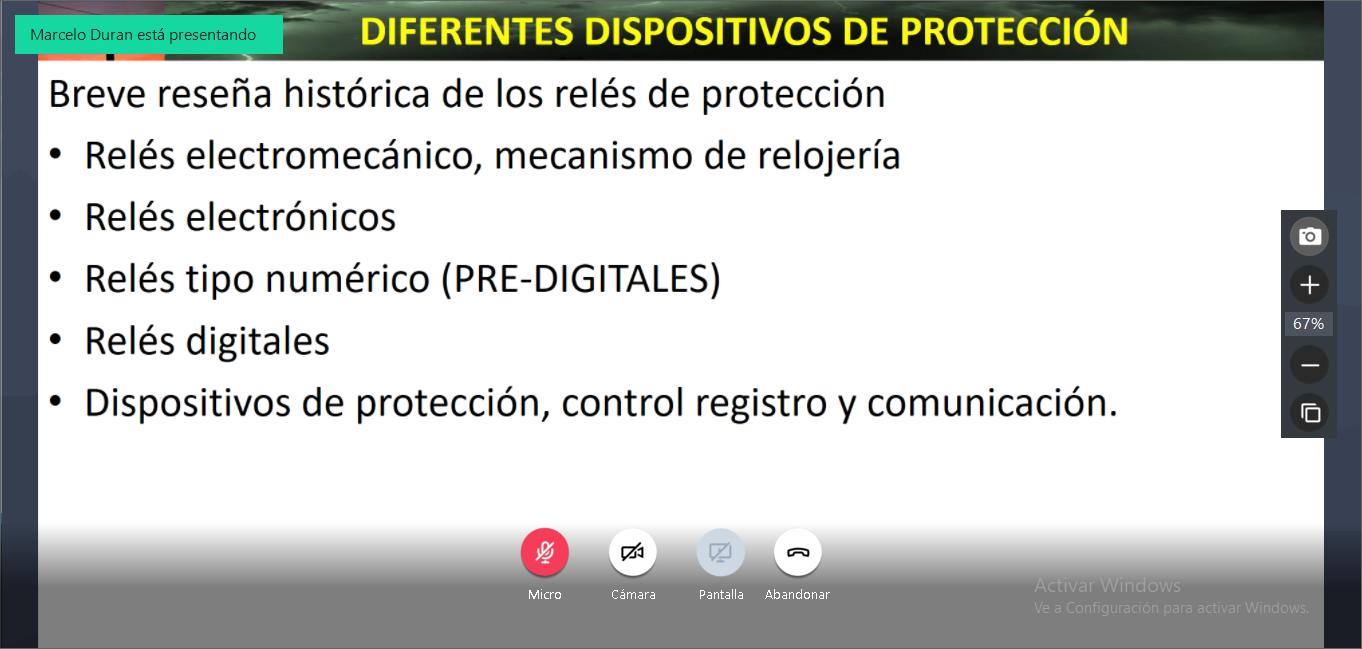 Marcelo Duran está presentando
DIFERENTES DISPOSITIVOS DE PROTECCIÓN
Breve reseña histórica de los relés de protección
• Relés electromecánico, mecanismo de relojería
• Relés electrónicos
• Relés tipo numérico (PRE-DIGITALES)
• Relés digitales
• Dispositivos de protección, control registro y comunicación.
67%
Micro
Cámara
Pantalla
Abandonar
Activar Windows
Ve a Configuración para activar Windows.